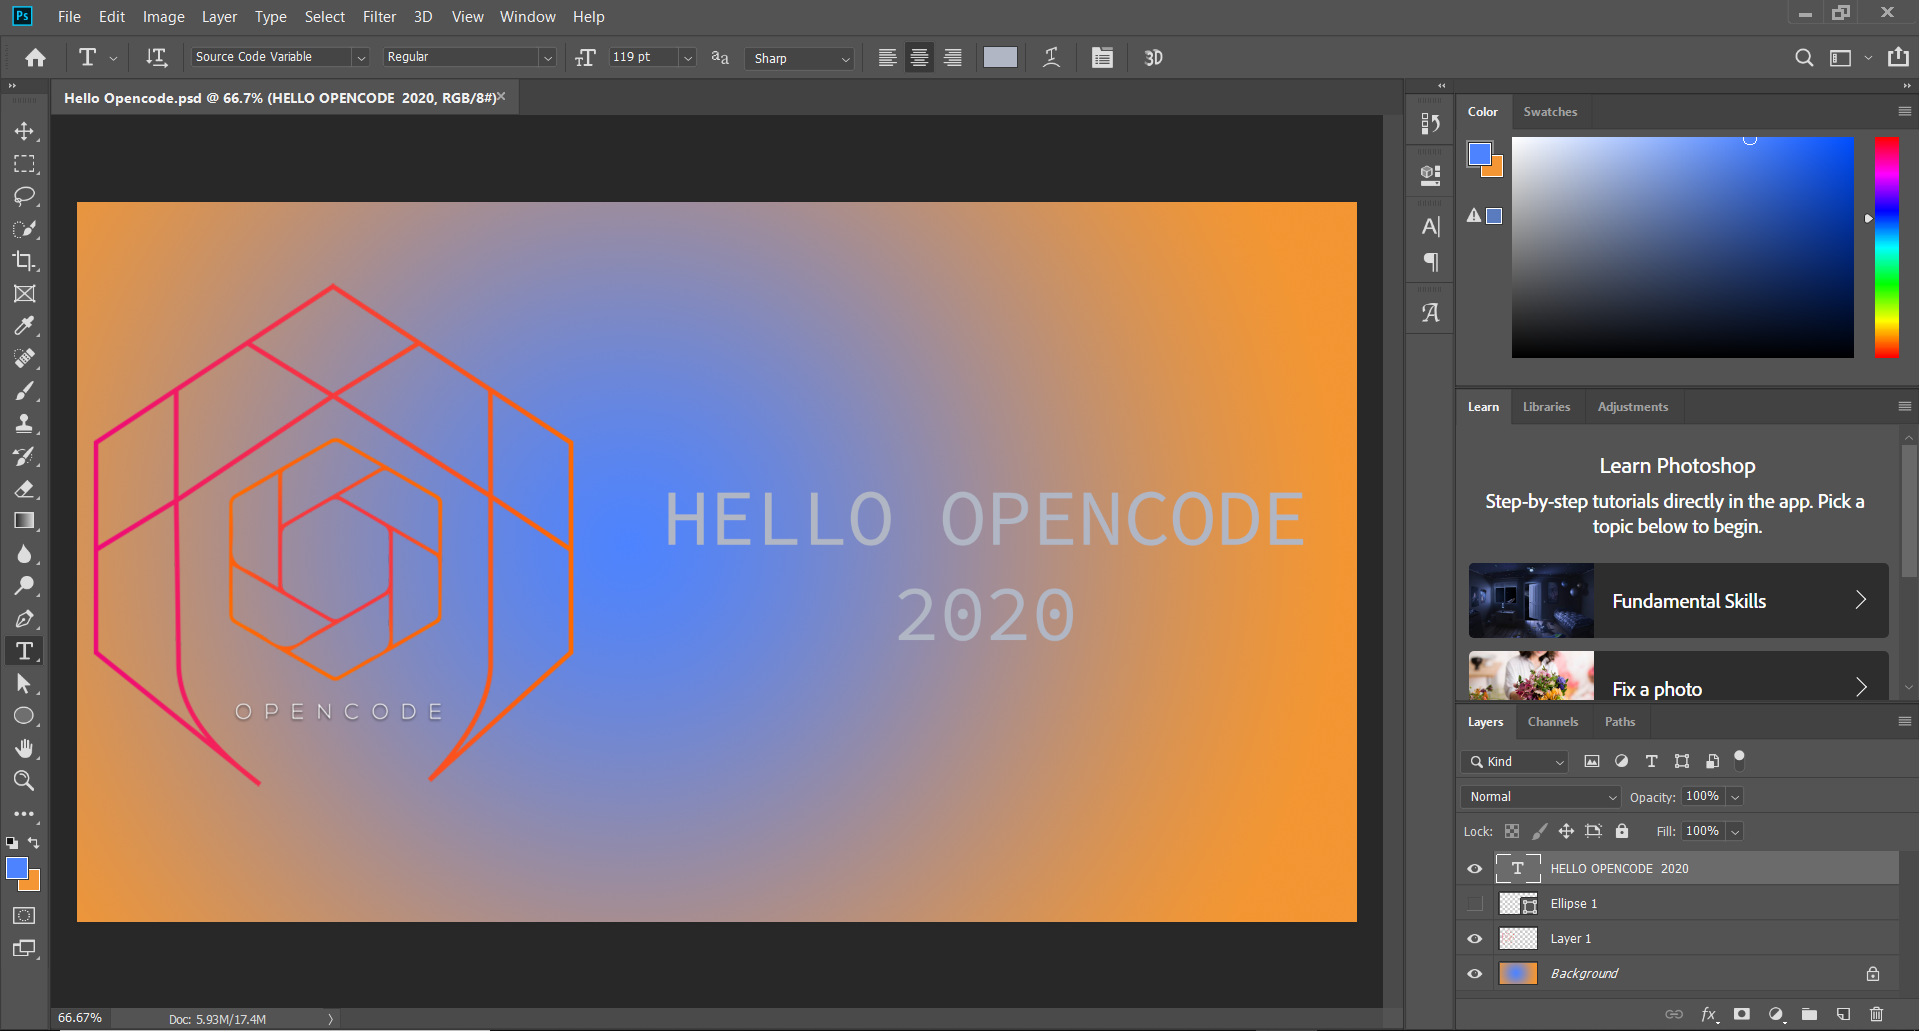 Ps File Edit Image Layer Type Select Filter 3D View Window Help
T Source Code Variable Regular 119 pt aa Sharp 3D
Hello Opencode.psd @ 66.7% (HELLO OPENCODE  2020, RGB/8#)
HELLO OPENCODE
2020
OPENCODE
66.67% Doc: 5.93M/17.4M
Color Swatches
Learn Libraries Adjustments
Learn Photoshop
Step-by-step tutorials directly in the app. Pick a
topic below to begin.
Fundamental Skills
Fix a photo
Layers Channels Paths
Kind
Normal Opacity: 100%
Lock: Fill: 100%
HELLO OPENCODE  2020
Ellipse 1
Layer 1
Background
fx